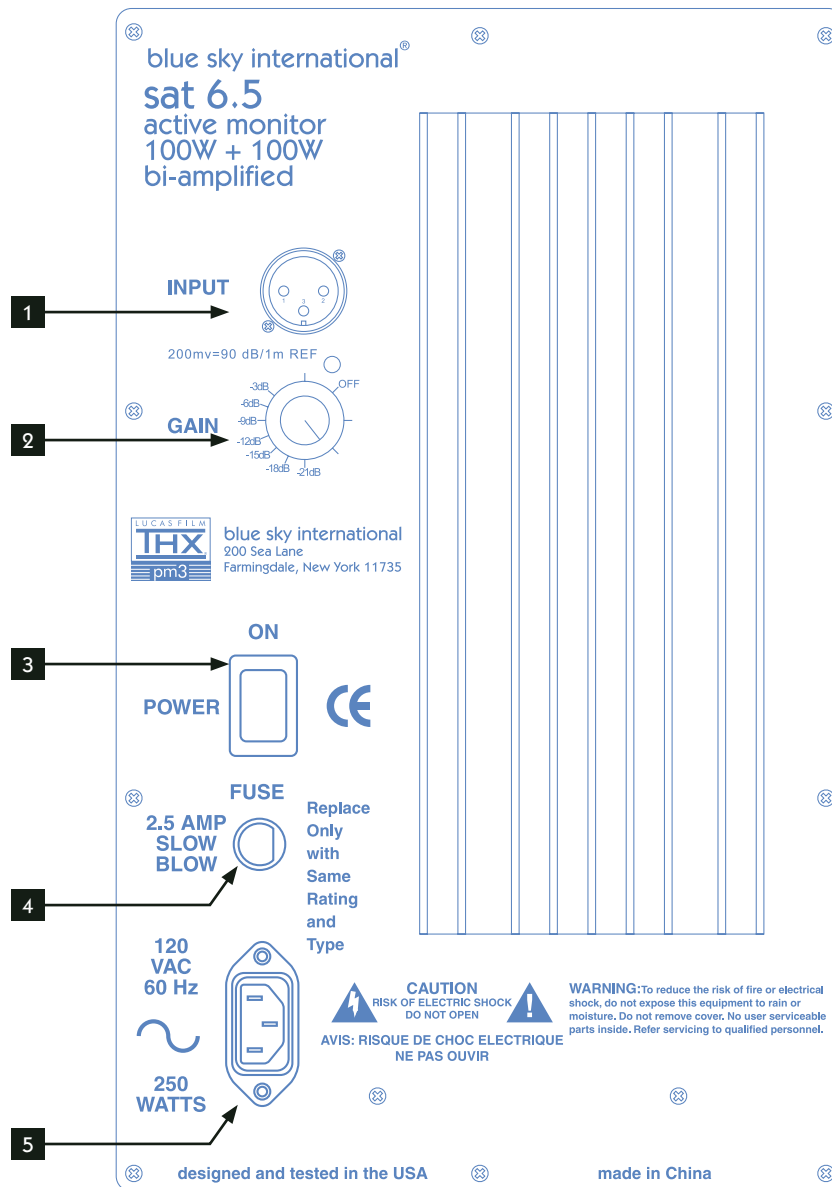 blue sky international®
sat 6.5
active monitor
100W + 100W
bi-amplified
INPUT
1 3 2
1
200mv=90 dB/1m REF
OFF
-3dB
-6dB
-9dB
-12dB
-15dB
-18dB
-21dB
GAIN
2
LUCASFILM
THX
pm3
blue sky international
200 Sea Lane
Farmingdale, New York 11735
ON
3
POWER
CE
FUSE
2.5 AMP
SLOW
BLOW
Replace
Only
with
Same
Rating
and
Type
4
120
VAC
60 Hz
250
WATTS
5
CAUTION
RISK OF ELECTRIC SHOCK
DO NOT OPEN
AVIS: RISQUE DE CHOC ELECTRIQUE
NE PAS OUVIR
WARNING:To reduce the risk of fire or electrical
shock, do not expose this equipment to rain or
moisture. Do not remove cover. No user serviceable
parts inside. Refer servicing to qualified personnel.
designed and tested in the USA
made in China